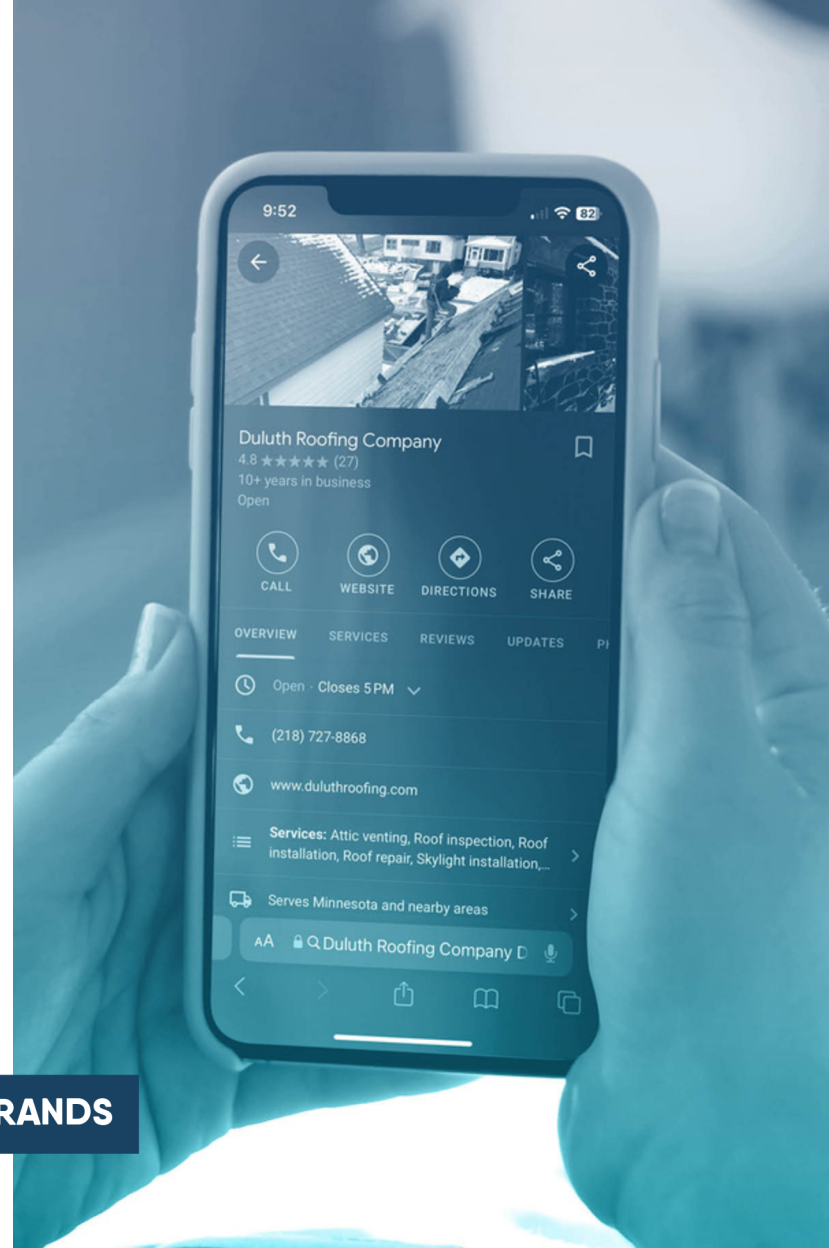 9:52
82
Duluth Roofing Company
4.8 ★★★★★ (27)
10+ years in business
Open
CALL WEBSITE DIRECTIONS SHARE
OVERVIEW SERVICES REVIEWS UPDATES
Open · Closes 5 PM
(218) 727-8868
www.duluthroofing.com
Services: Attic venting, Roof inspection, Roof
installation, Roof repair, Skylight installation,...
Serves Minnesota and nearby areas
AA Duluth Roofing Company D
RANDS